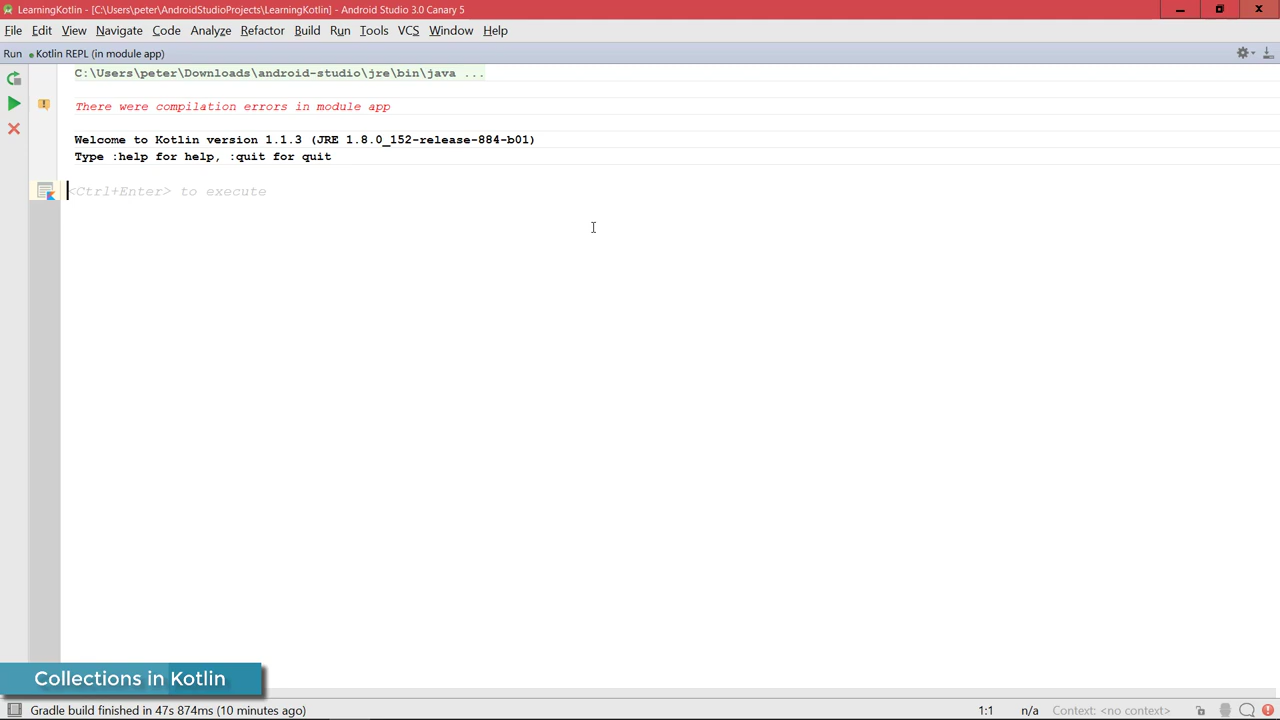 LearningKotlin - [C:\Users\peter\AndroidStudioProjects\LearningKotlin] - Android Studio 3.0 Canary 5
File Edit View Navigate Code Analyze Refactor Build Run Tools VCS Window Help
Run Kotlin REPL (in module app)
C:\Users\peter\Downloads\android-studio\jre\bin\java ...
There were compilation errors in module app
Welcome to Kotlin version 1.1.3 (JRE 1.8.0_152-release-884-b01)
Type :help for help, :quit for quit
<Ctrl+Enter> to execute
Collections in Kotlin
Gradle build finished in 47s 874ms (10 minutes ago) 1:1 n/a Context: <no context>